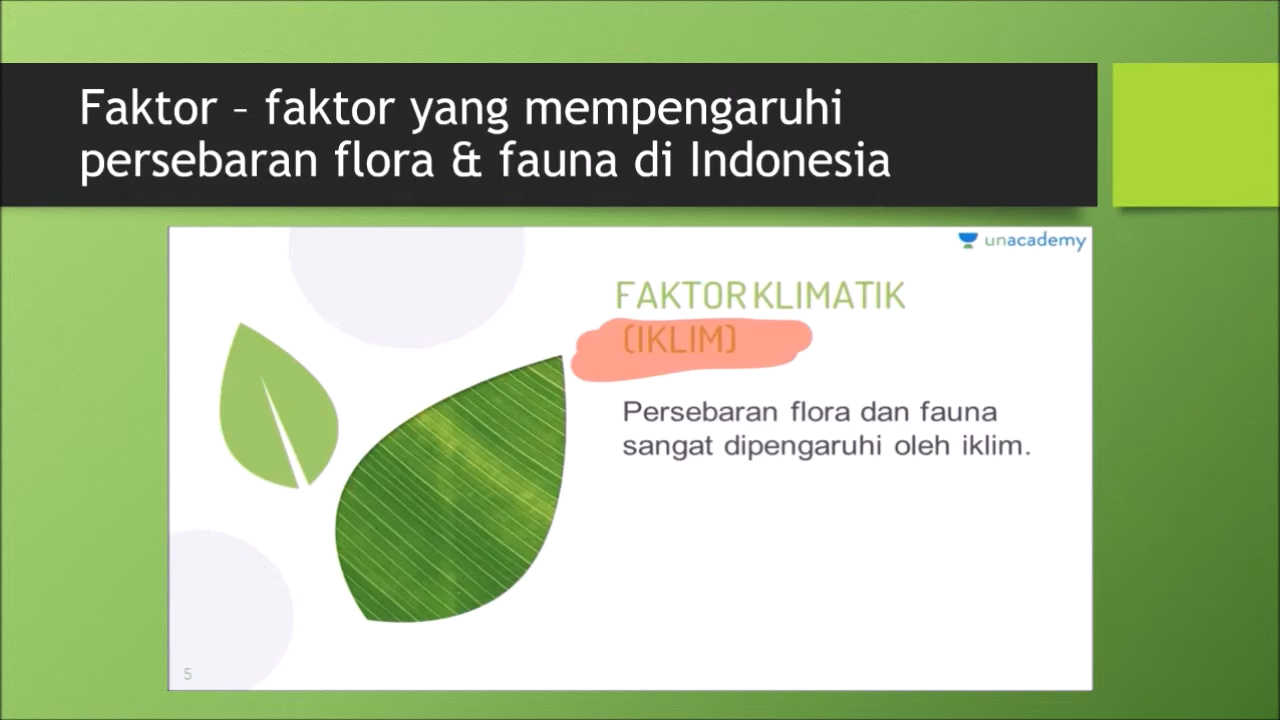 Faktor – faktor yang mempengaruhi
persebaran flora & fauna di Indonesia
unacademy
FAKTOR KLIMATIK
(IKLIM)
Persebaran flora dan fauna
sangat dipengaruhi oleh iklim.
5